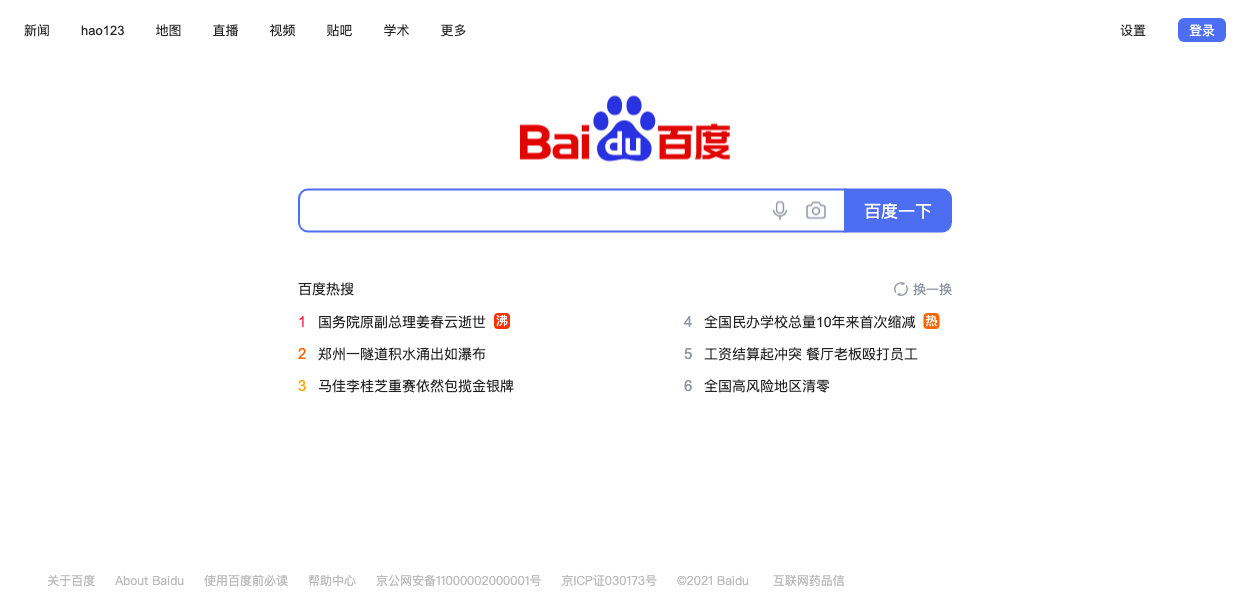 新闻 hao123 地图 直播 视频 贴吧 学术 更多 设置 登录
Bai du 百度
百度一下
百度热搜 换一换
1 国务院原副总理姜春云逝世 沸
2 郑州一隧道积水涌出如瀑布
3 马佳李桂芝重赛依然包揽金银牌
4 全国民办学校总量10年来首次缩减 热
5 工资结算起冲突 餐厅老板殴打员工
6 全国高风险地区清零
关于百度 About Baidu 使用百度前必读 帮助中心 京公网安备11000002000001号 京ICP证030173号 ©2021 Baidu 互联网药品信